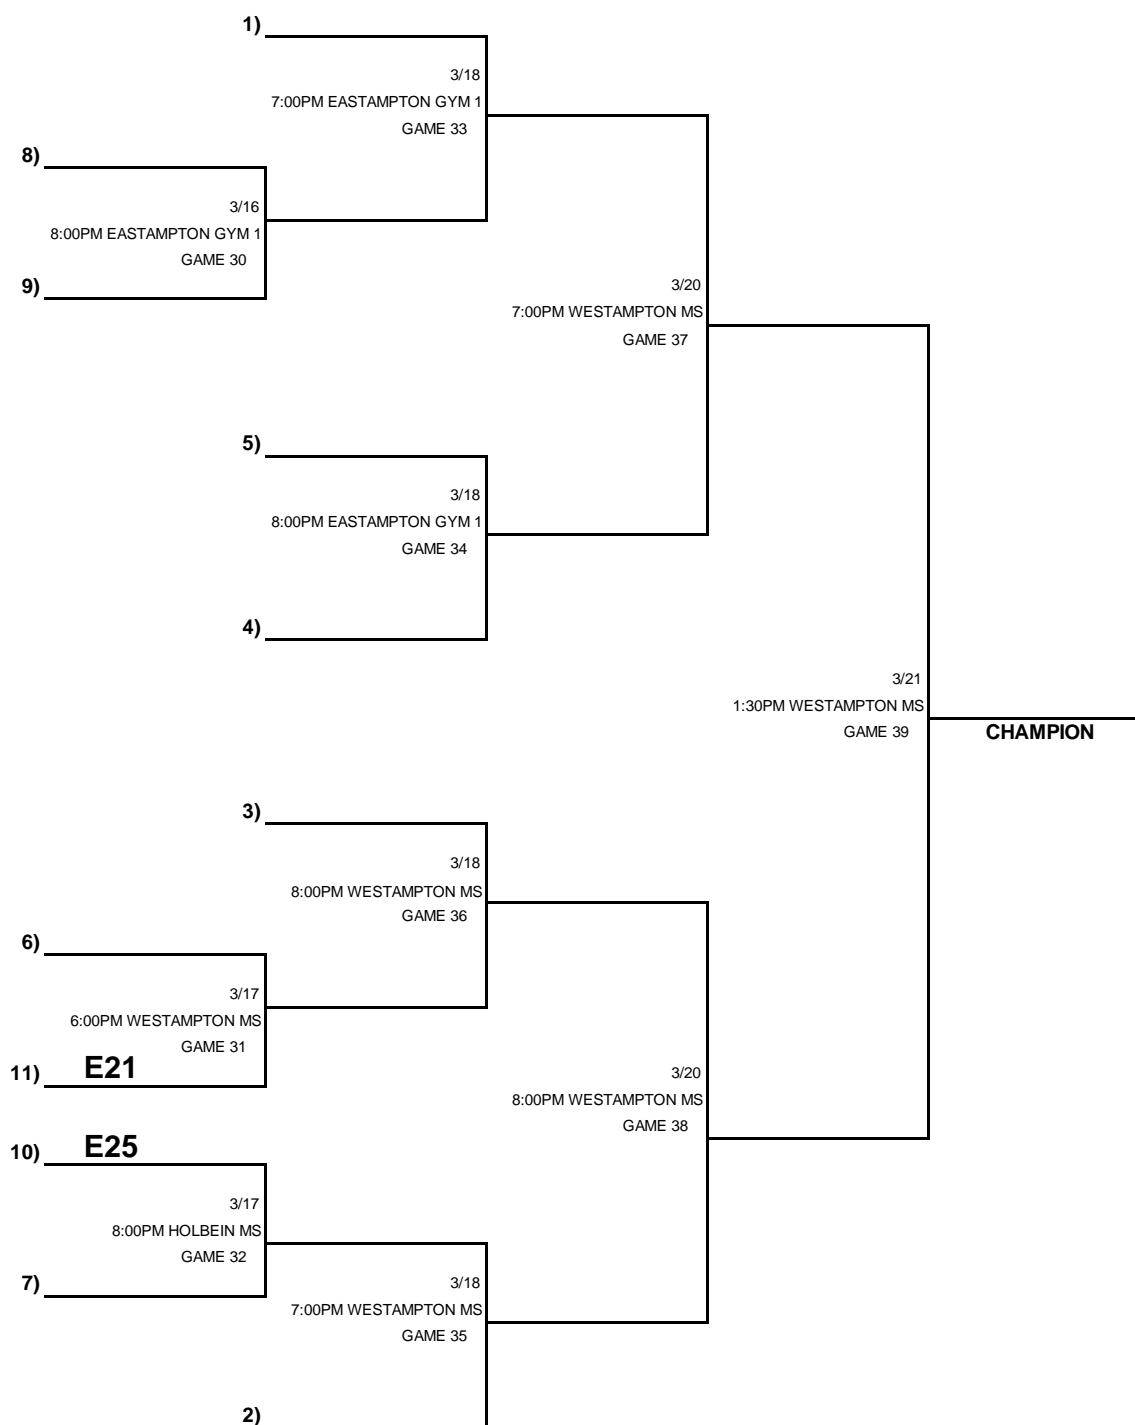 1)
3/18
7:00PM EASTAMPTON GYM 1
GAME 33
8)
3/16
8:00PM EASTAMPTON GYM 1
GAME 30
9)
3/20
7:00PM WESTAMPTON MS
GAME 37
5)
3/18
8:00PM EASTAMPTON GYM 1
GAME 34
4)
3/21
1:30PM WESTAMPTON MS
GAME 39
CHAMPION
3)
3/18
8:00PM WESTAMPTON MS
GAME 36
6)
3/17
6:00PM WESTAMPTON MS
GAME 31
11) E21
3/20
8:00PM WESTAMPTON MS
GAME 38
10) E25
3/17
8:00PM HOLBEIN MS
GAME 32
7)
3/18
7:00PM WESTAMPTON MS
GAME 35
2)